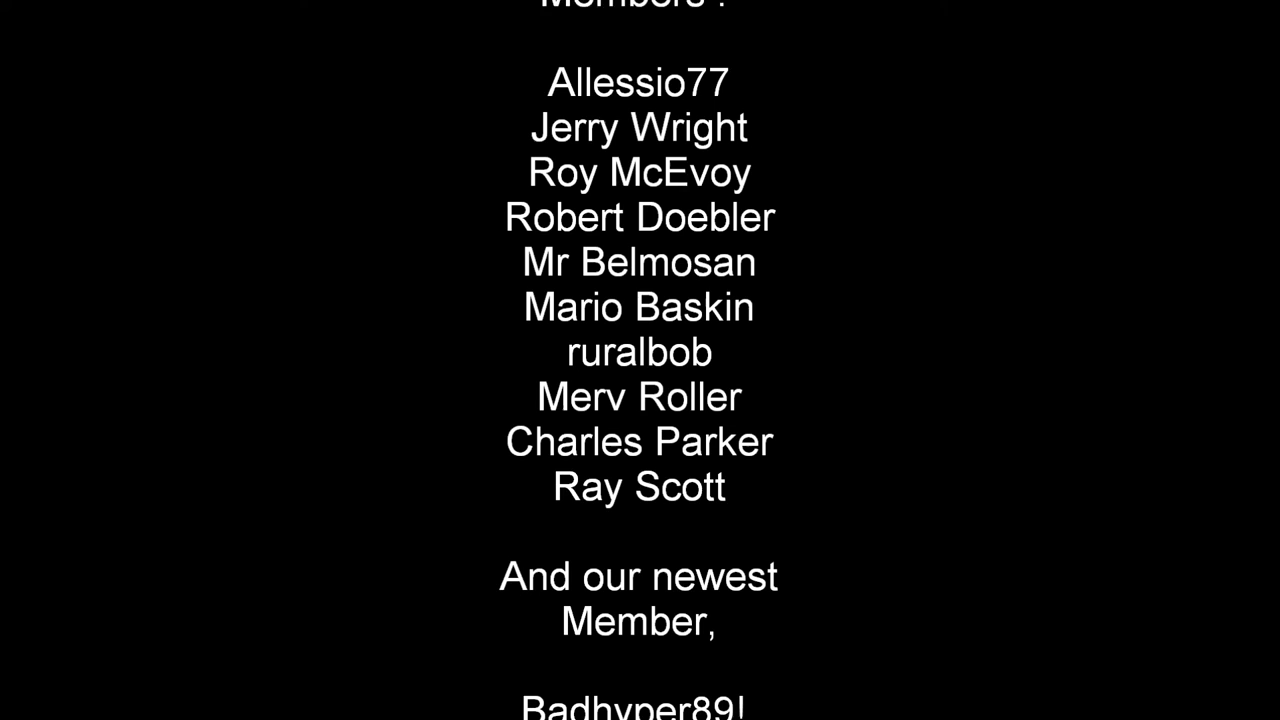 Members :
Allessio77
Jerry Wright
Roy McEvoy
Robert Doebler
Mr Belmosan
Mario Baskin
ruralbob
Merv Roller
Charles Parker
Ray Scott
And our newest
Member,
Badhyper89!